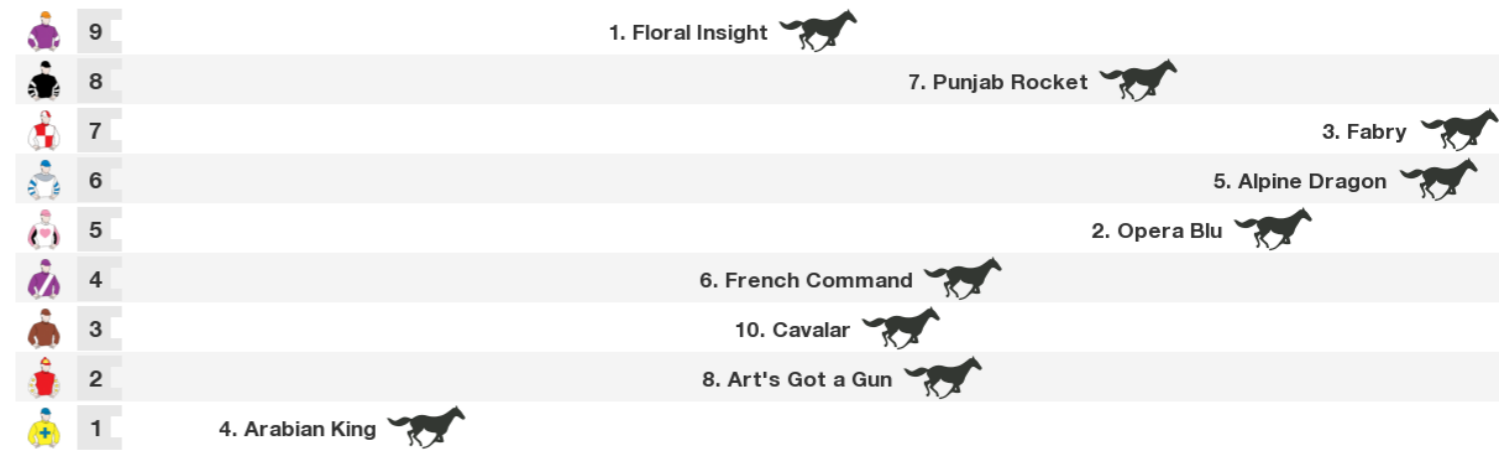 9 1. Floral Insight
8 7. Punjab Rocket
7 3. Fabry
6 5. Alpine Dragon
5 2. Opera Blu
4 6. French Command
3 10. Cavalar
2 8. Art's Got a Gun
1 4. Arabian King